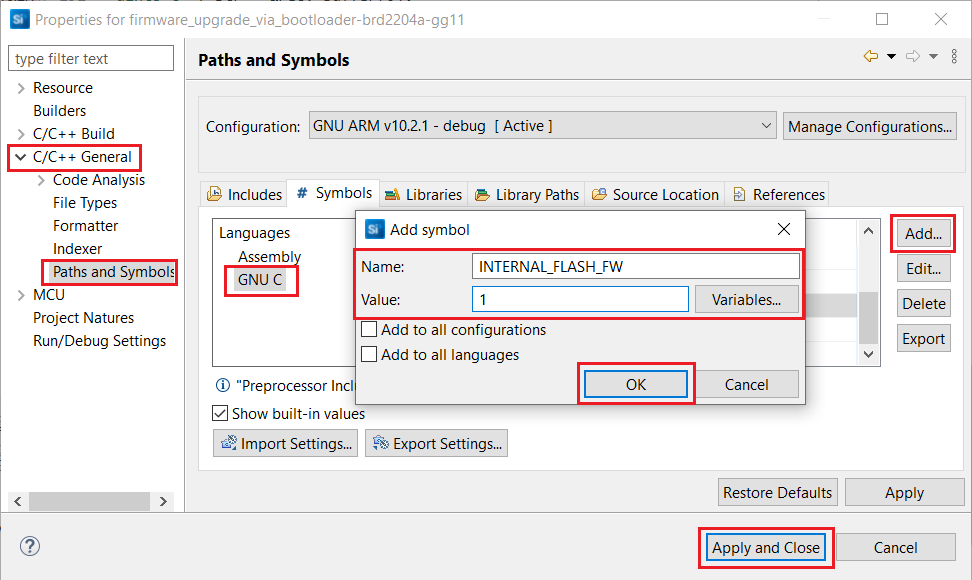 Si Properties for firmware_upgrade_via_bootloader-brd2204a-gg11
type filter text
Resource
Builders
C/C++ Build
C/C++ General
Code Analysis
File Types
Formatter
Indexer
Paths and Symbols
MCU
Project Natures
Run/Debug Settings
Paths and Symbols
Configuration: GNU ARM v10.2.1 - debug [ Active ] Manage Configurations...
Includes # Symbols Libraries Library Paths Source Location References
Languages
Assembly
GNU C
Add...
Edit...
Delete
Export
Si Add symbol
Name: INTERNAL_FLASH_FW
Value: 1 Variables...
Add to all configurations
Add to all languages
OK Cancel
"Preprocessor Inclu
Show built-in values
Import Settings... Export Settings...
Restore Defaults Apply
? Apply and Close Cancel